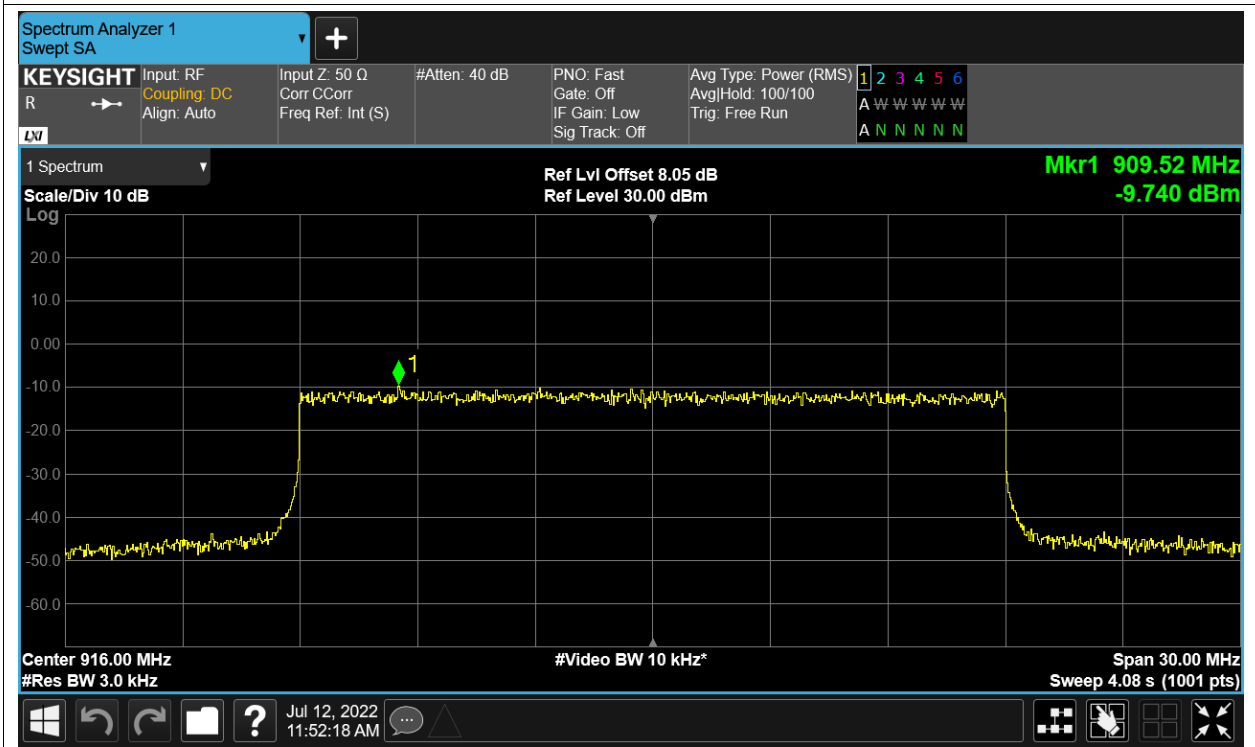 Spectrum Analyzer 1
Swept SA
KEYSIGHT
R
LXI
Input: RF
Coupling: DC
Align: Auto
Input Z: 50 Ω
Corr CCorr
Freq Ref: Int (S)
#Atten: 40 dB
PNO: Fast
Gate: Off
IF Gain: Low
Sig Track: Off
Avg Type: Power (RMS)
Avg|Hold: 100/100
Trig: Free Run
1 2 3 4 5 6
A W W W W W
A N N N N N
1 Spectrum
Scale/Div 10 dB
Log
Ref Lvl Offset 8.05 dB
Ref Level 30.00 dBm
Mkr1 909.52 MHz
-9.740 dBm
20.0
10.0
0.00
1
-10.0
-20.0
-30.0
-40.0
-50.0
-60.0
Center 916.00 MHz
#Res BW 3.0 kHz
#Video BW 10 kHz*
Span 30.00 MHz
Sweep 4.08 s (1001 pts)
?
Jul 12, 2022
11:52:18 AM